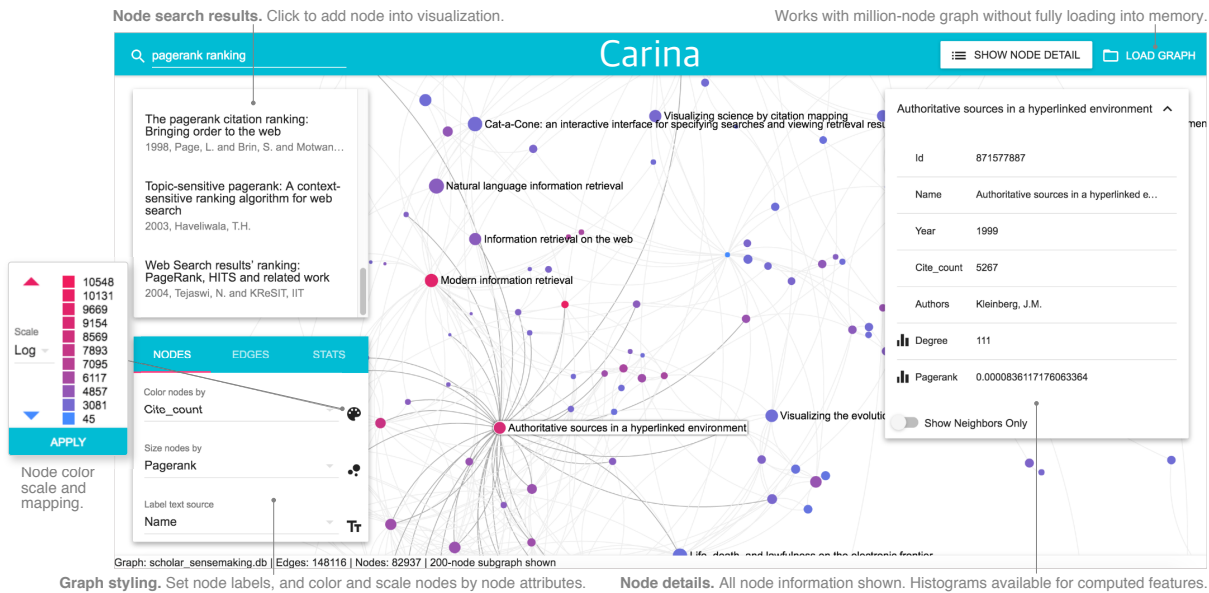 Node search results. Click to add node into visualization.
Works with million-node graph without fully loading into memory.
pagerank ranking
Carina
SHOW NODE DETAIL
LOAD GRAPH
The pagerank citation ranking:
Bringing order to the web
1998, Page, L. and Brin, S. and Motwan...
Topic-sensitive pagerank: A context-
sensitive ranking algorithm for web
search
2003, Haveliwala, T.H.
Web Search results' ranking:
PageRank, HITS and related work
2004, Tejaswi, N. and KReSIT, IIT
Visualizing science by citation mapping
Cat-a-Cone: an interactive interface for specifying searches and viewing retrieval resu
men
Natural language information retrieval
Information retrieval on the web
Modern information retrieval
Authoritative sources in a hyperlinked environment
Visualizing the evolutio
Life, death, and lawfulness on the electronic frontier
Authoritative sources in a hyperlinked environment
Id 871577887
Name Authoritative sources in a hyperlinked e...
Year 1999
Cite_count 5267
Authors Kleinberg, J.M.
Degree 111
Pagerank 0.0000836117176063364
Show Neighbors Only
10548
10131
9669
9154
8569
7893
7095
6117
4857
3081
45
Scale
Log
APPLY
Node color
scale and
mapping.
NODES EDGES STATS
Color nodes by
Cite_count
Size nodes by
Pagerank
Label text source
Name
Graph: scholar_sensemaking.db | Edges: 148116 | Nodes: 82937 | 200-node subgraph shown
Graph styling. Set node labels, and color and scale nodes by node attributes.
Node details. All node information shown. Histograms available for computed features.